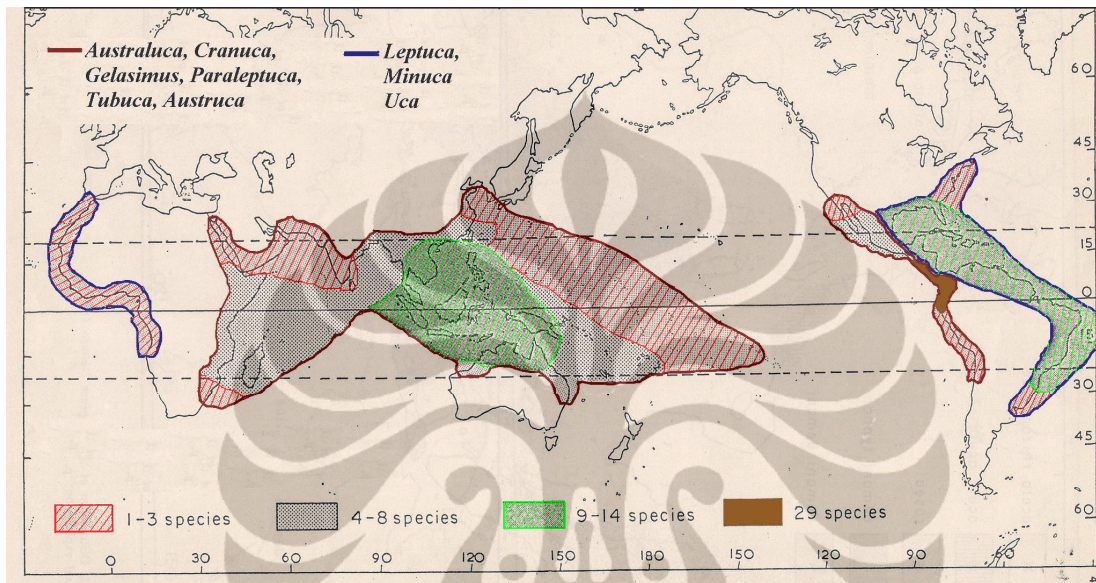 Australuca, Cranuca,
Gelasimus, Paraleptuca,
Tubuca, Austruca
Leptuca,
Minuca
Uca
60
45
30
15
0
15
30
45
60
1–3 species
4–8 species
9–14 species
29 species
0
30
60
90
120
150
180
150
120
90
60